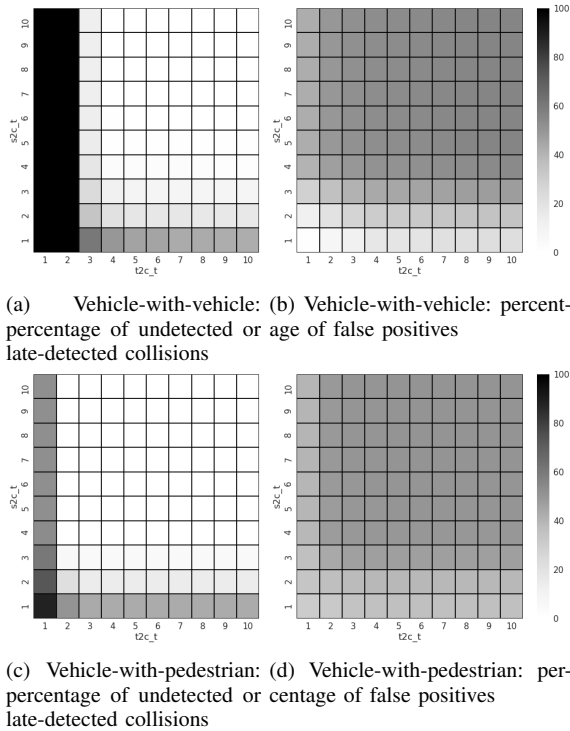 10
9
8
7
6
5
4
3
2
1
s2c_t
1 2 3 4 5 6 7 8 9 10
t2c_t
10
9
8
7
6
5
4
3
2
1
s2c_t
1 2 3 4 5 6 7 8 9 10
t2c_t
100
80
60
40
20
0
(a) Vehicle-with-vehicle:
percentage of undetected or
late-detected collisions
(b) Vehicle-with-vehicle: percent-
age of false positives
10
9
8
7
6
5
4
3
2
1
s2c_t
1 2 3 4 5 6 7 8 9 10
t2c_t
10
9
8
7
6
5
4
3
2
1
s2c_t
1 2 3 4 5 6 7 8 9 10
t2c_t
100
80
60
40
20
0
(c) Vehicle-with-pedestrian:
percentage of undetected or
late-detected collisions
(d) Vehicle-with-pedestrian: per-
centage of false positives